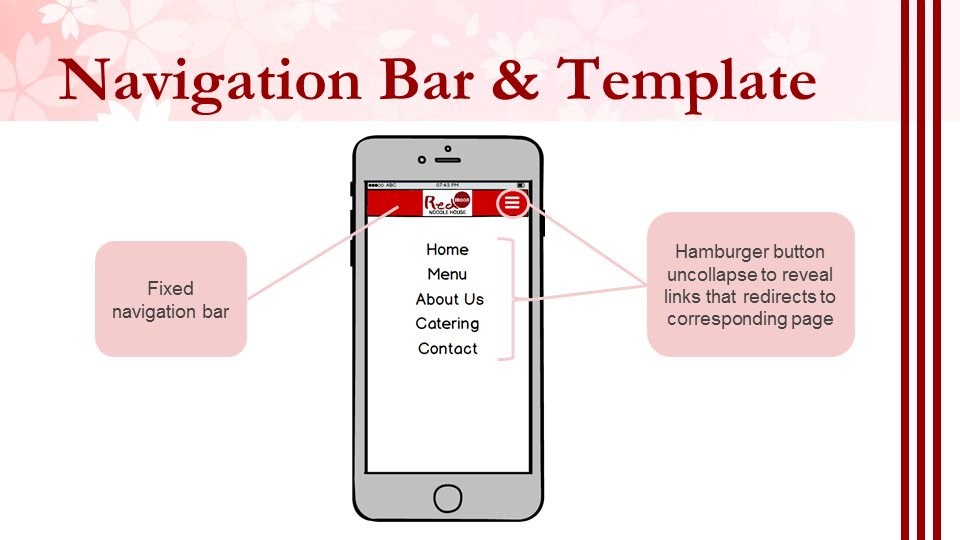 Navigation Bar & Template
ABC 07:43 PM
Red MOON
NOODLE HOUSE
Home
Menu
About Us
Catering
Contact
Fixed
navigation bar
Hamburger button
uncollapse to reveal
links that redirects to
corresponding page